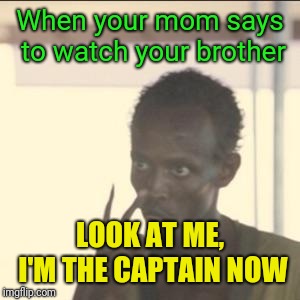 When your mom says
to watch your brother
LOOK AT ME,
I'M THE CAPTAIN NOW
imgflip.com